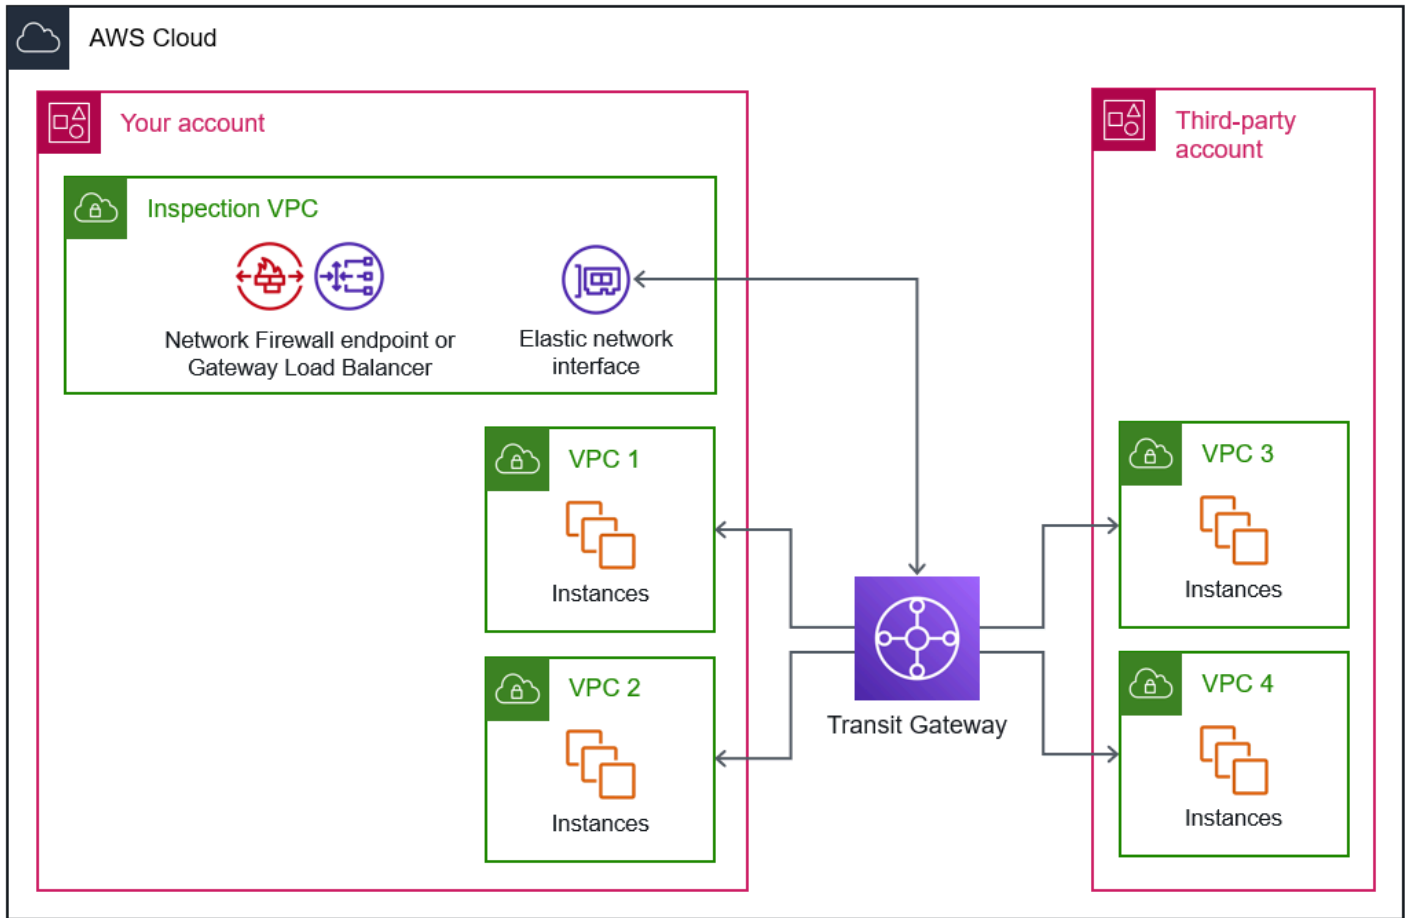 AWS Cloud
Your account
Third-party
account
Inspection VPC
Network Firewall endpoint or
Gateway Load Balancer
Elastic network
interface
VPC 1
Instances
VPC 3
Instances
VPC 2
Instances
Transit Gateway
VPC 4
Instances